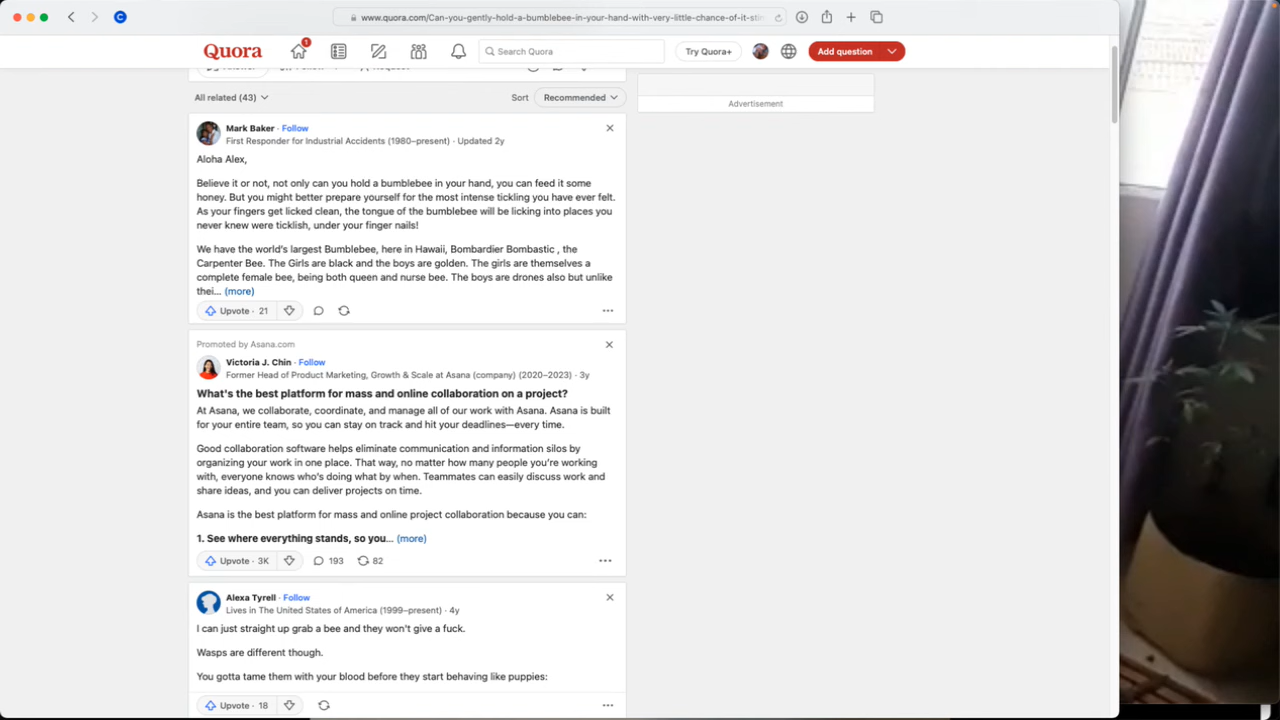 www.quora.com/Can-you-gently-hold-a-bumblebee-in-your-hand-with-very-little-chance-of-it-stin
Quora
1
Search Quora
Try Quora+
Add question
All related (43)
Sort
Recommended
Advertisement
Mark Baker · Follow
First Responder for Industrial Accidents (1980–present) · Updated 2y
Aloha Alex,
Believe it or not, not only can you hold a bumblebee in your hand, you can feed it some
honey. But you might better prepare yourself for the most intense tickling you have ever felt.
As your fingers get licked clean, the tongue of the bumblebee will be licking into places you
never knew were ticklish, under your finger nails!
We have the world's largest Bumblebee, here in Hawaii, Bombardier Bombastic , the
Carpenter Bee. The Girls are black and the boys are golden. The girls are themselves a
complete female bee, being both queen and nurse bee. The boys are drones also but unlike
thei... (more)
Upvote · 21
Promoted by Asana.com
Victoria J. Chin · Follow
Former Head of Product Marketing, Growth & Scale at Asana (company) (2020–2023) · 3y
What's the best platform for mass and online collaboration on a project?
At Asana, we collaborate, coordinate, and manage all of our work with Asana. Asana is built
for your entire team, so you can stay on track and hit your deadlines—every time.
Good collaboration software helps eliminate communication and information silos by
organizing your work in one place. That way, no matter how many people you're working
with, everyone knows who's doing what by when. Teammates can easily discuss work and
share ideas, and you can deliver projects on time.
Asana is the best platform for mass and online project collaboration because you can:
1. See where everything stands, so you... (more)
Upvote · 3K
193
82
Alexa Tyrell · Follow
Lives in The United States of America (1999–present) · 4y
I can just straight up grab a bee and they won't give a fuck.
Wasps are different though.
You gotta tame them with your blood before they start behaving like puppies:
Upvote · 18